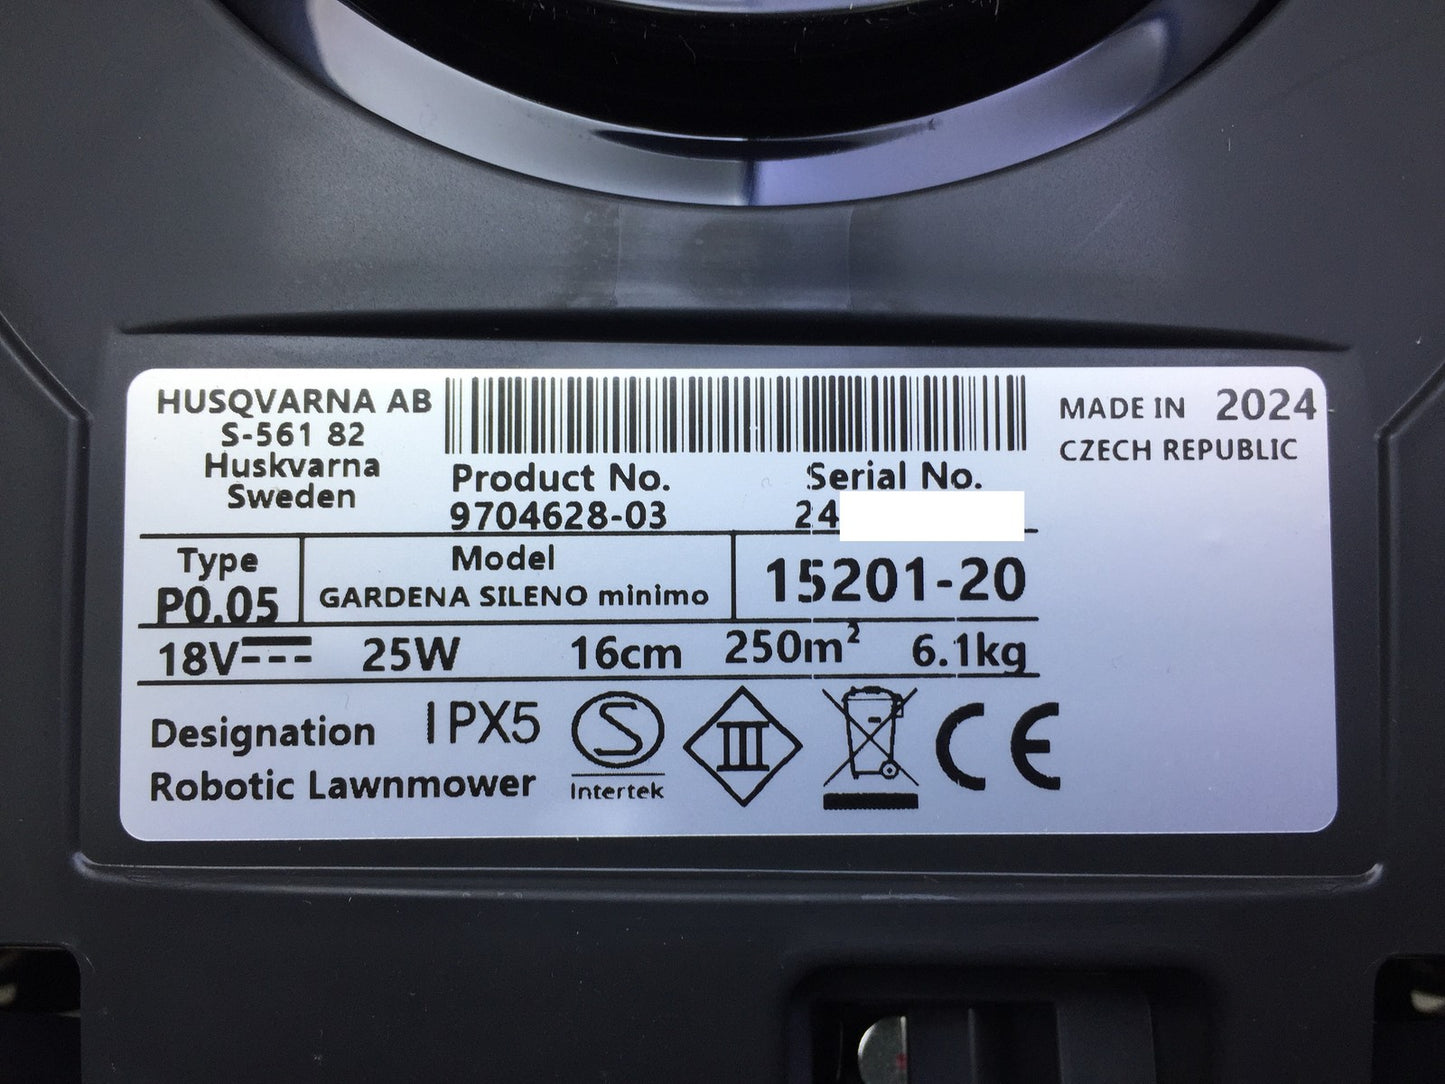 HUSQVARNA AB
S-561 82
Huskvarna
Sweden
Product No.
9704628-03
Serial No.
24
MADE IN 2024
CZECH REPUBLIC
Type
P0.05
Model
GARDENA SILENO minimo
15201-20
18V 25W 16cm 250m² 6.1kg
Designation IPX5
Robotic Lawnmower
S
Intertek
III
CE